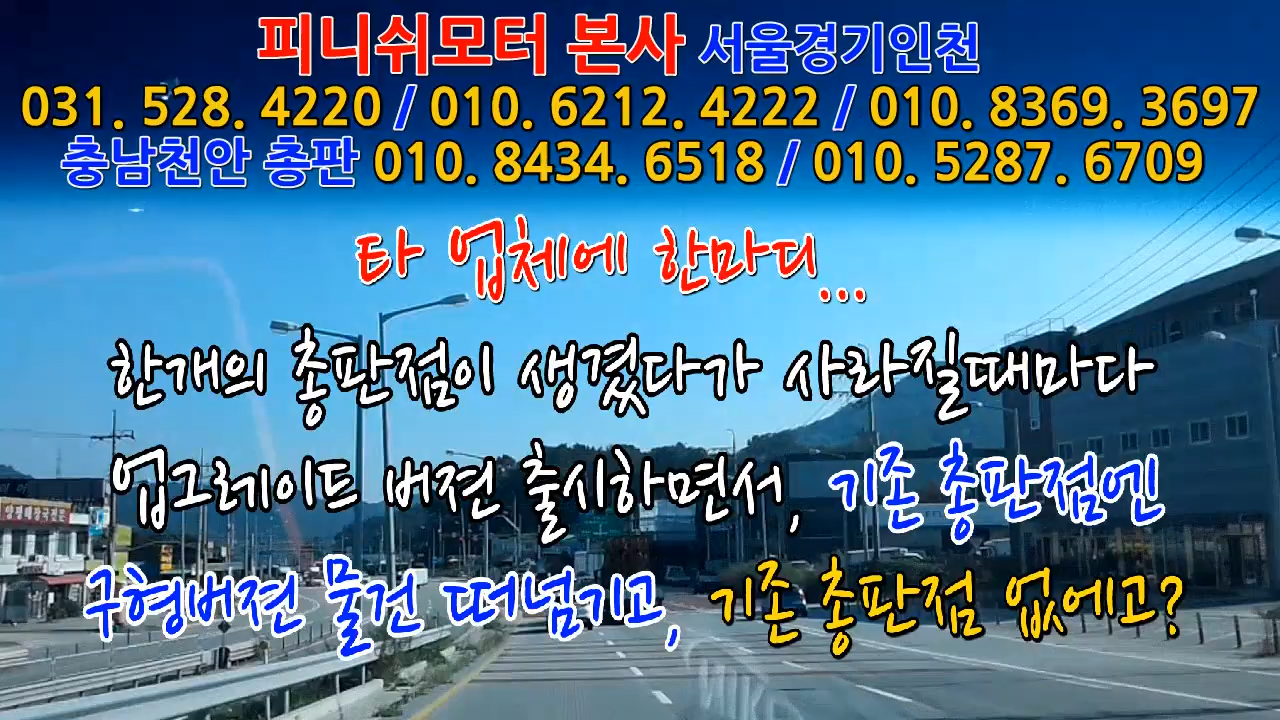 피니쉬모터 본사 서울경기인천
031. 528. 4220 / 010. 6212. 4222 / 010. 8369. 3697
충남천안 총판 010. 8434. 6518 / 010. 5287. 6709
타 업체에 한마디...
한개의 총판점이 생겼다가 사라질때마다
업그레이드 버젼 출시하면서, 기존 총판점엔
구형버젼 물건 떠넘기고, 기존 총판점 없에고?